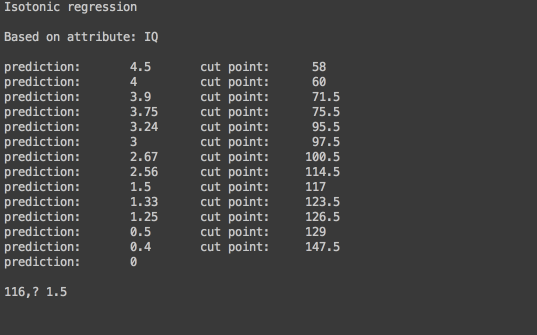 Isotonic regression
Based on attribute: IQ
prediction: 4.5 cut point: 58
prediction: 4 cut point: 60
prediction: 3.9 cut point: 71.5
prediction: 3.75 cut point: 75.5
prediction: 3.24 cut point: 95.5
prediction: 3 cut point: 97.5
prediction: 2.67 cut point: 100.5
prediction: 2.56 cut point: 114.5
prediction: 1.5 cut point: 117
prediction: 1.33 cut point: 123.5
prediction: 1.25 cut point: 126.5
prediction: 0.5 cut point: 129
prediction: 0.4 cut point: 147.5
prediction: 0
116,? 1.5